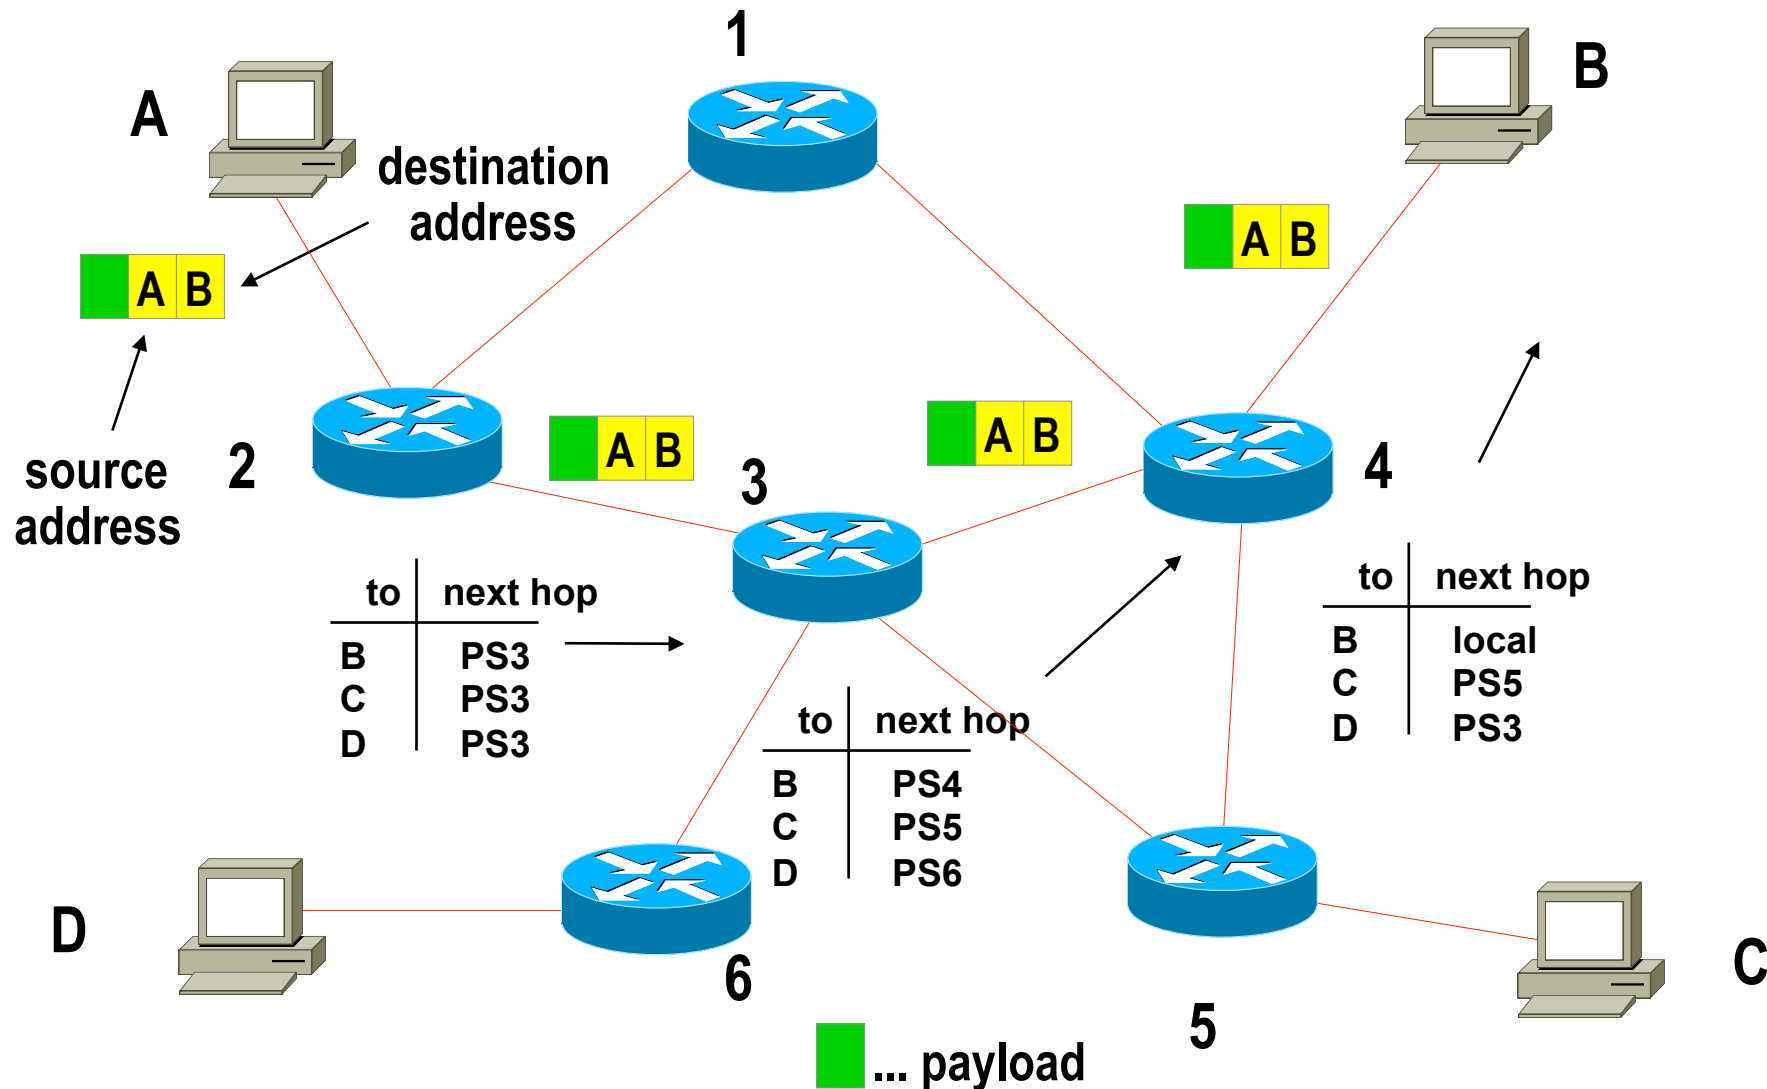 1
A
B
destination
address
A B
A B
source
address
2
A B
3
A B
4
to next hop
B PS3
C PS3
D PS3
to next hop
B PS4
C PS5
D PS6
to next hop
B local
C PS5
D PS3
D
6
5
C
... payload